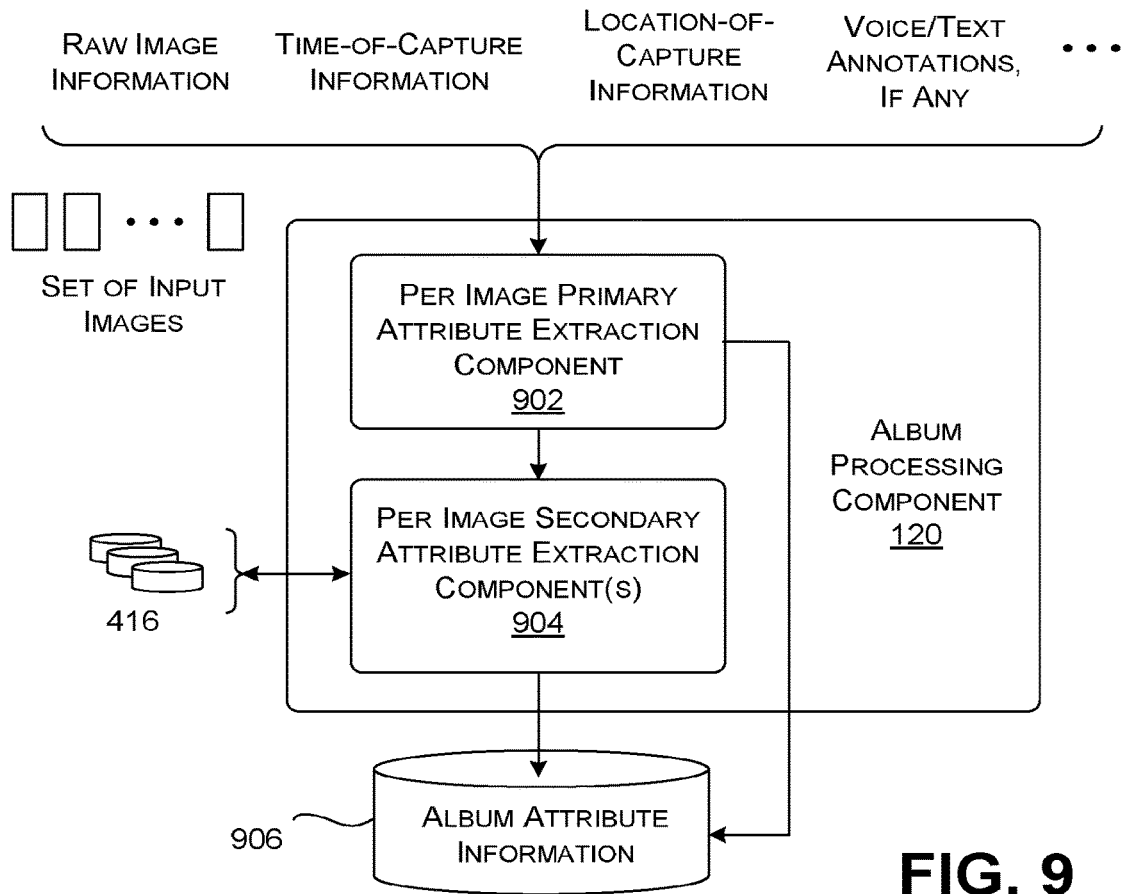 RAW IMAGE
INFORMATION
TIME-OF-CAPTURE
INFORMATION
LOCATION-OF-
CAPTURE
INFORMATION
VOICE/TEXT
ANNOTATIONS,
IF ANY
• • •
• • •
SET OF INPUT
IMAGES
PER IMAGE PRIMARY
ATTRIBUTE EXTRACTION
COMPONENT
902
ALBUM
PROCESSING
COMPONENT
120
PER IMAGE SECONDARY
ATTRIBUTE EXTRACTION
COMPONENT(S)
904
416
ALBUM ATTRIBUTE
INFORMATION
906
FIG. 9